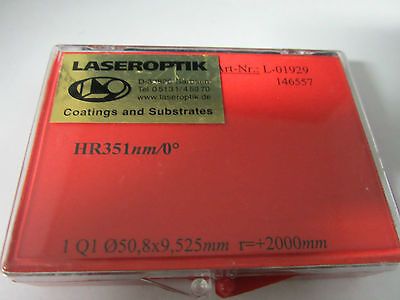 LASEROPTIK
Art-Nr.: L-01929
Tel 05131/4
www.laseroptik.de
146557
Coatings and Substrates
HR351nm/0°
1 Q1 Ø50,8x9,525mm r=+2000mm